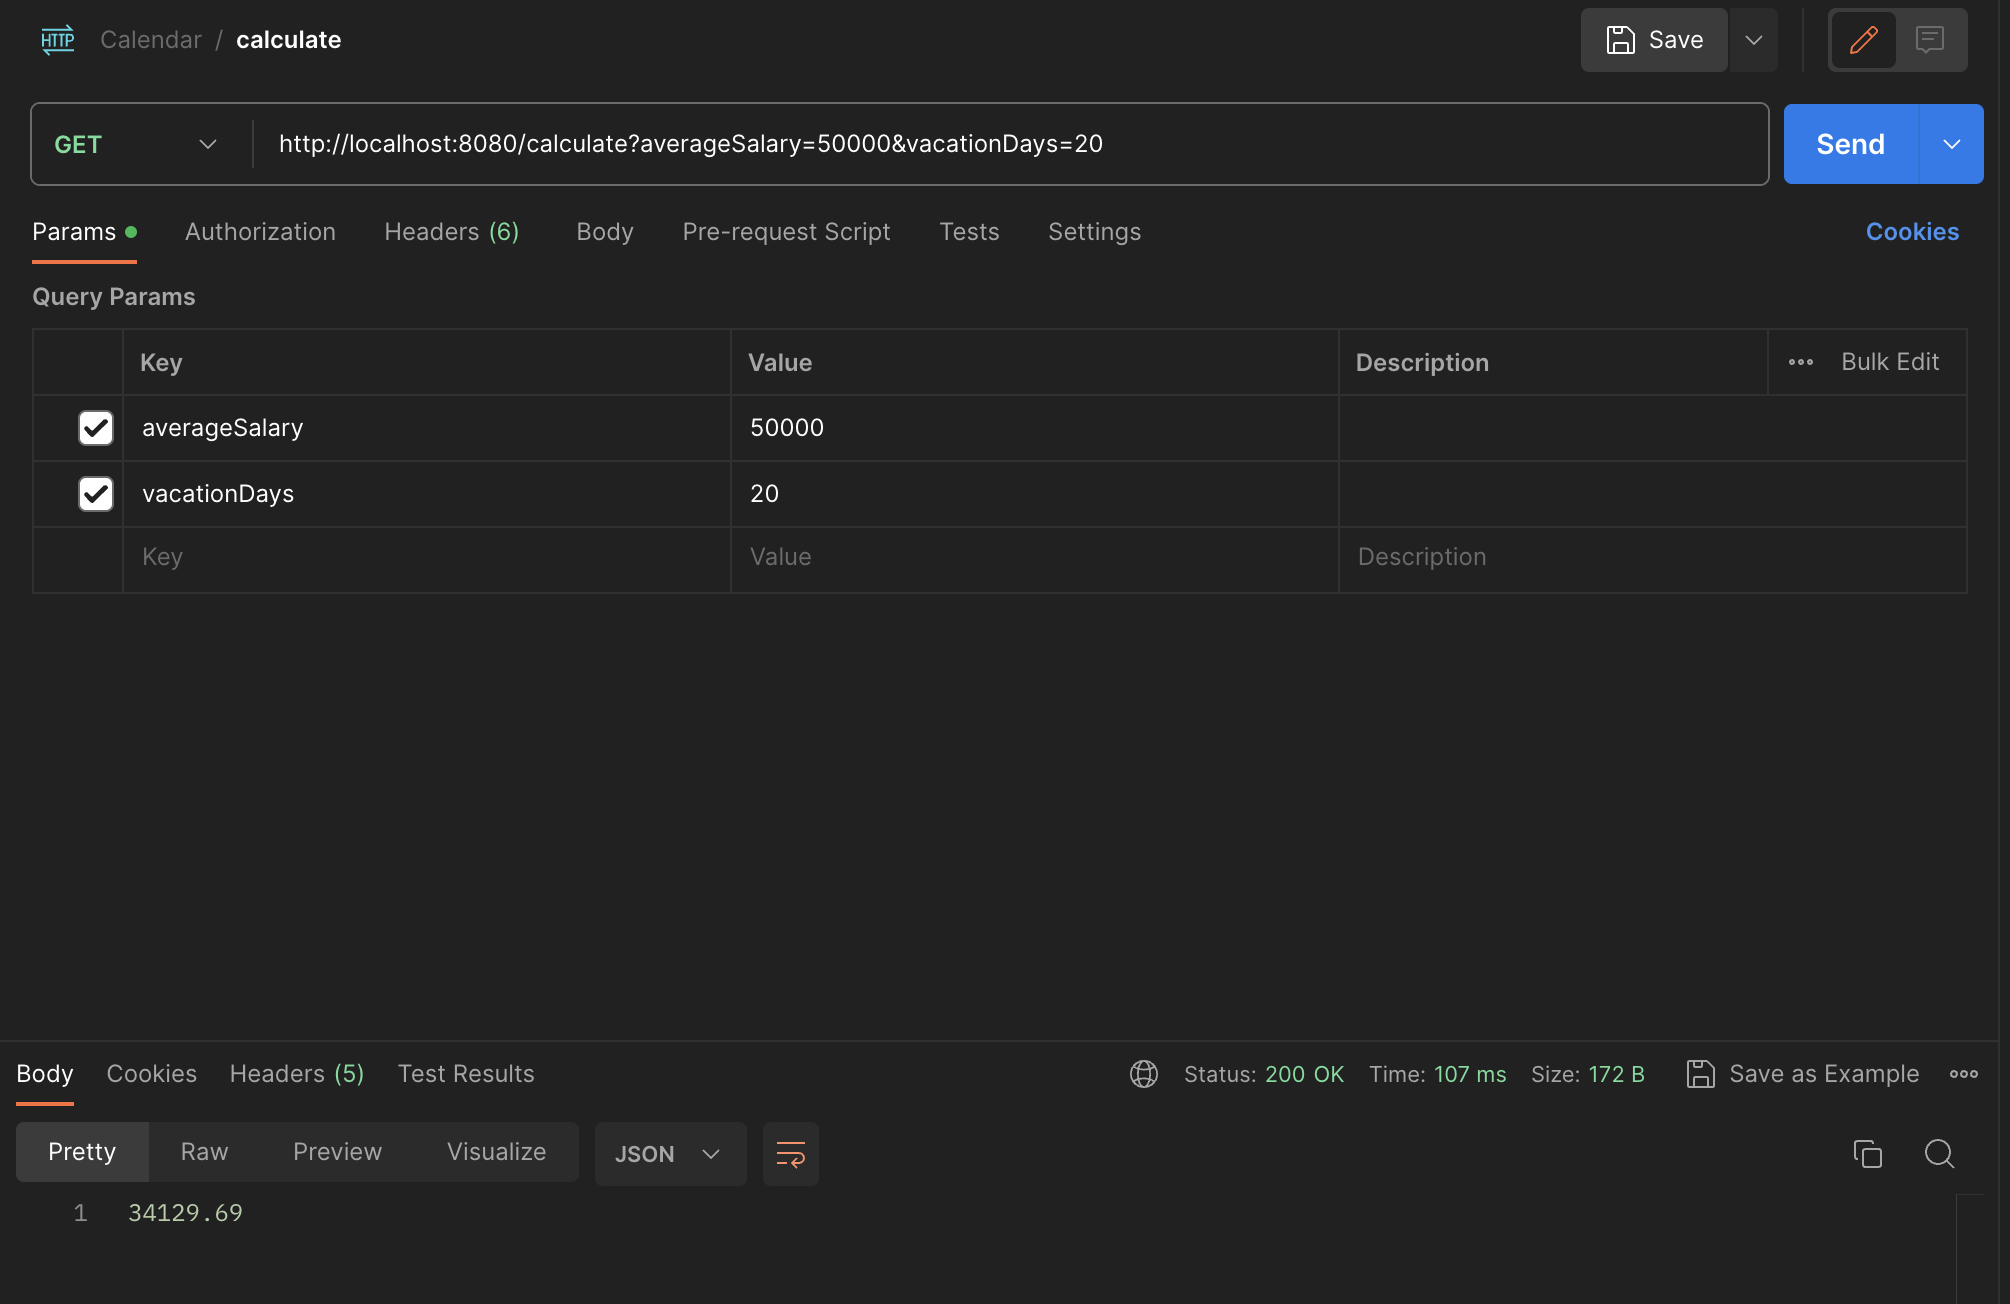 HTTP Calendar / calculate Save
GET http://localhost:8080/calculate?averageSalary=50000&vacationDays=20 Send
Params Authorization Headers (6) Body Pre-request Script Tests Settings Cookies
Query Params
Key Value Description Bulk Edit
averageSalary 50000
vacationDays 20
Key Value Description
Body Cookies Headers (5) Test Results Status: 200 OK Time: 107 ms Size: 172 B Save as Example
Pretty Raw Preview Visualize JSON
1 34129.69